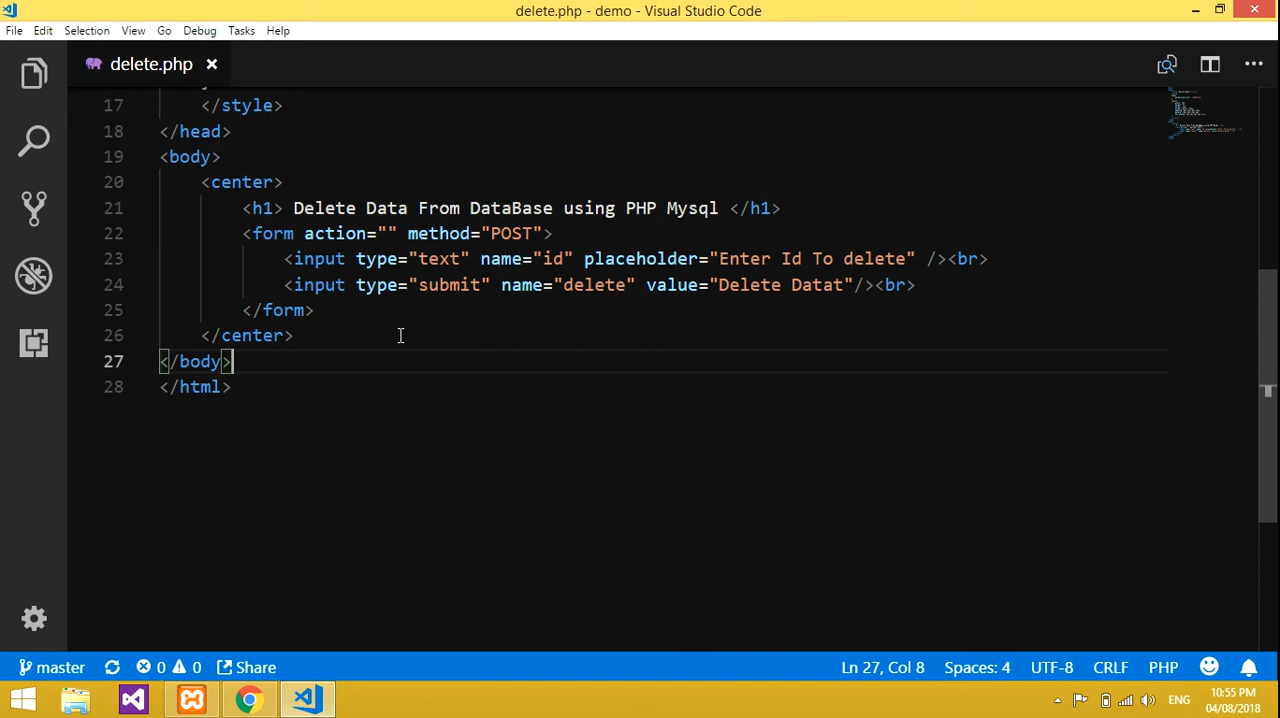 delete.php - demo - Visual Studio Code
File Edit Selection View Go Debug Tasks Help
delete.php
17 </style>
18 </head>
19 <body>
20 <center>
21 <h1> Delete Data From DataBase using PHP Mysql </h1>
22 <form action="" method="POST">
23 <input type="text" name="id" placeholder="Enter Id To delete" /><br>
24 <input type="submit" name="delete" value="Delete Datat"/><br>
25 </form>
26 </center>
27 </body>
28 </html>
master 0 0 Share Ln 27, Col 8 Spaces: 4 UTF-8 CRLF PHP
ENG 10:55 PM
04/08/2018